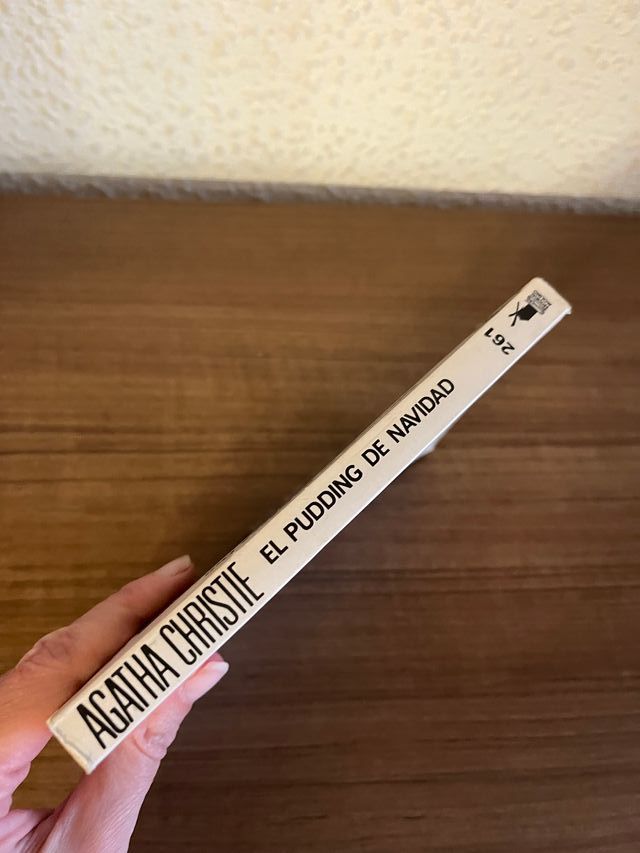 AGATHA CHRISTIE EL PUDDING DE NAVIDAD
261